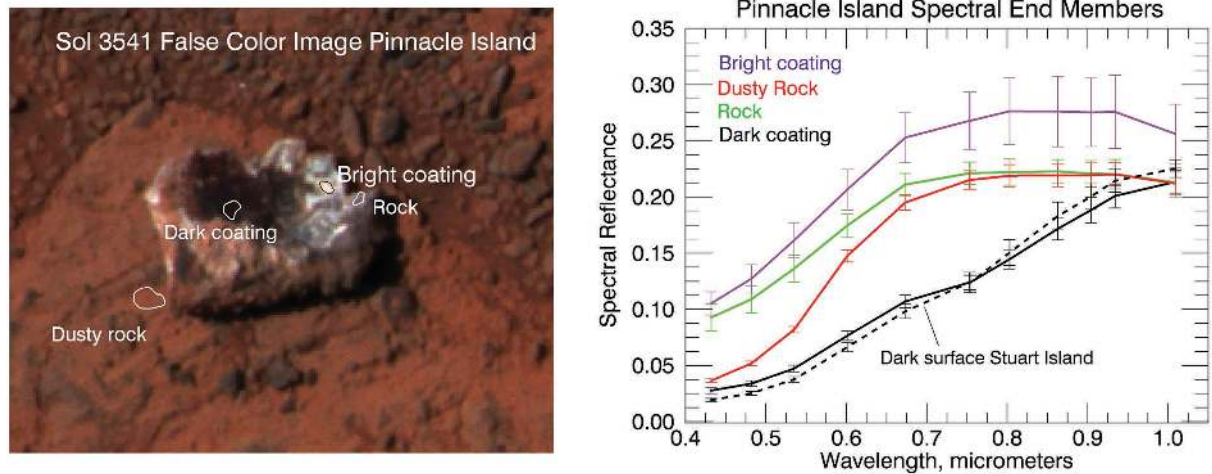 Sol 3541 False Color Image Pinnacle Island
Bright coating
Rock
Dark coating
Dusty rock
Pinnacle Island Spectral End Members
0.35
0.30
0.25
0.20
0.15
0.10
0.05
0.00
Spectral Reflectance
Bright coating
Dusty Rock
Rock
Dark coating
Dark surface Stuart Island
0.4 0.5 0.6 0.7 0.8 0.9 1.0
Wavelength, micrometers